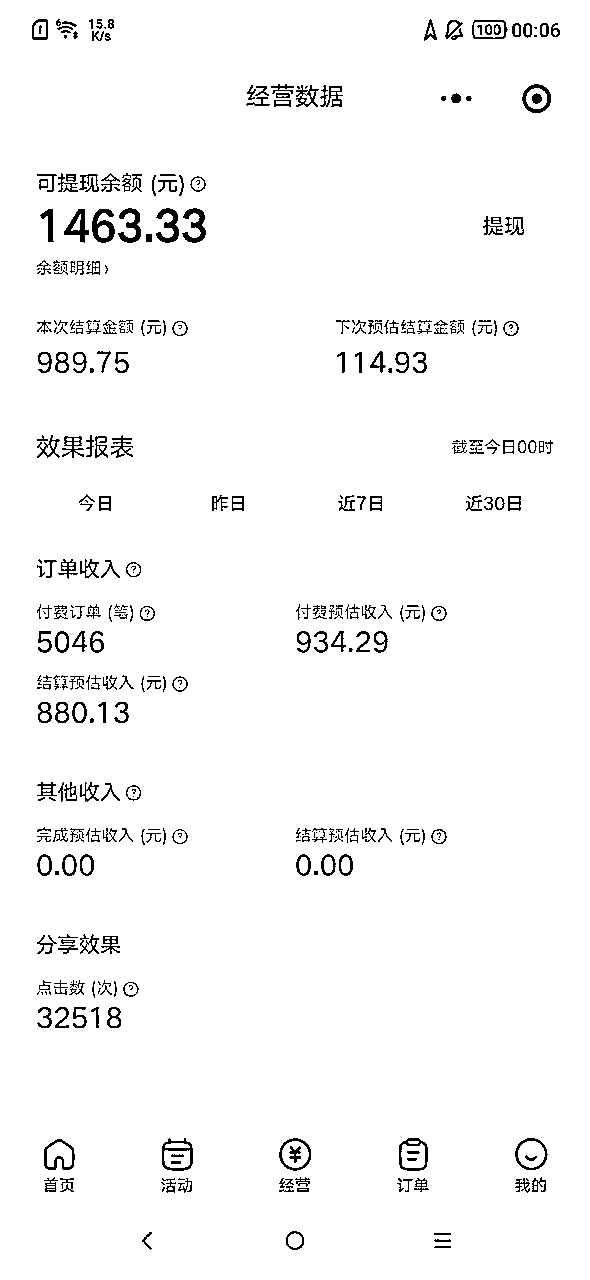 15.8 K/s 100 00:06
经营数据
可提现余额 (元)
1463.33
提现
余额明细›
本次结算金额 (元) 下次预估结算金额 (元)
989.75 114.93
效果报表 截至今日00时
今日 昨日 近7日 近30日
订单收入
付费订单 (笔) 付费预估收入 (元)
5046 934.29
结算预估收入 (元)
880.13
其他收入
完成预估收入 (元) 结算预估收入 (元)
0.00 0.00
分享效果
点击数 (次)
32518
首页 活动 经营 订单 我的